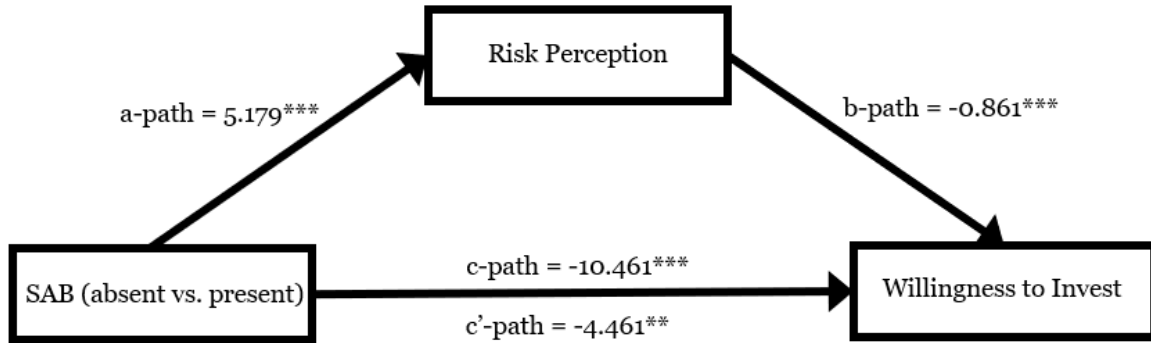 Risk Perception
a-path = 5.179***
b-path = -0.861***
SAB (absent vs. present)
c-path = -10.461***
c’-path = -4.461**
Willingness to Invest